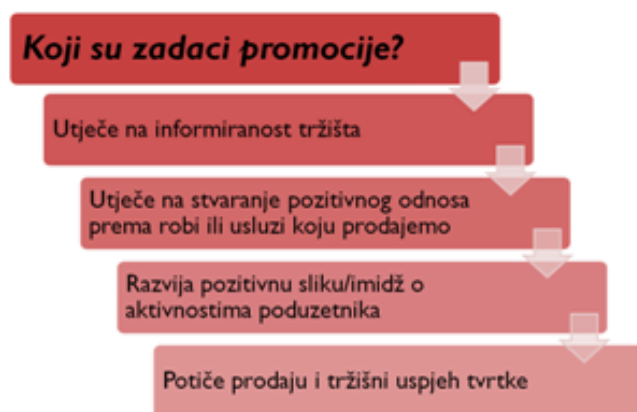 Koji su zadaci promocije?
Utječe na informiranost tržišta
Utječe na stvaranje pozitivnog odnosa
prema robi ili usluzi koju prodajemo
Razvija pozitivnu sliku/imidž o
aktivnostima poduzetnika
Potiče prodaju i tržišni uspjeh tvrtke